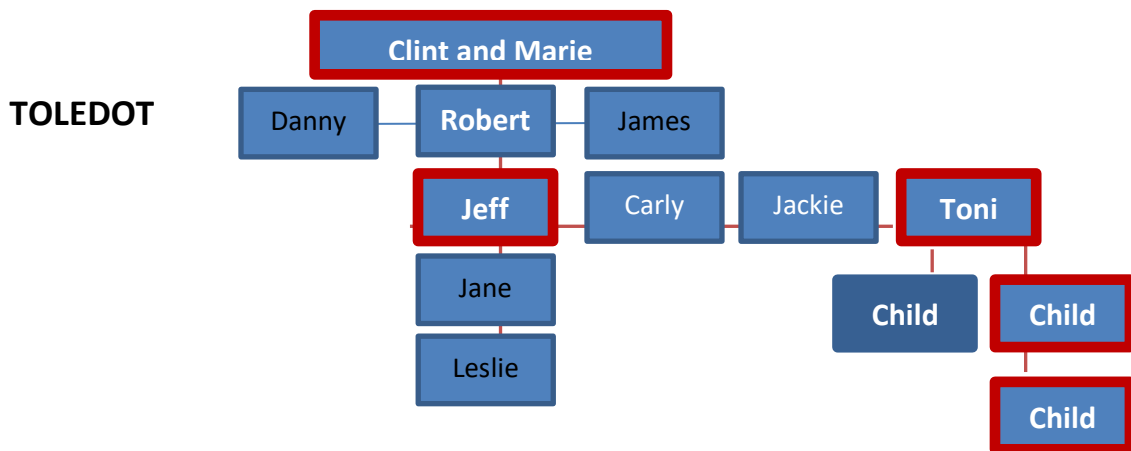 Clint and Marie
TOLEDOT
Danny
Robert
James
Jeff
Carly
Jackie
Toni
Jane
Child
Child
Leslie
Child